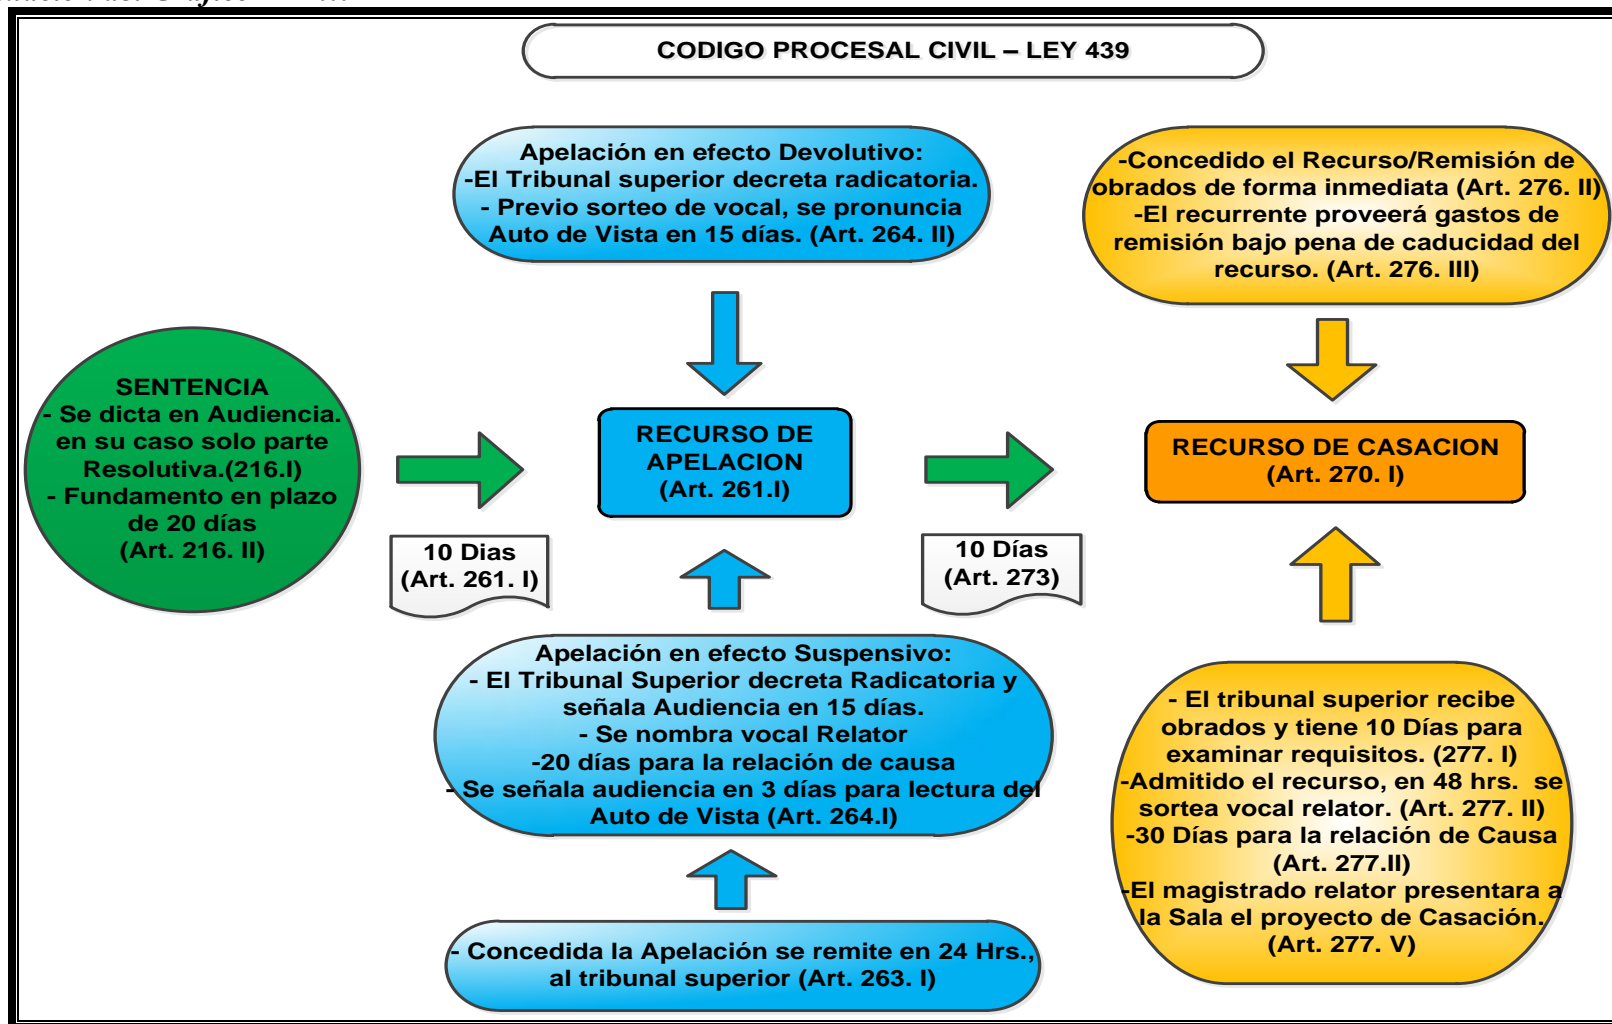 CODIGO PROCESAL CIVIL – LEY 439
Apelación en efecto Devolutivo:
-El Tribunal superior decreta radicatoria.
- Previo sorteo de vocal, se pronuncia
Auto de Vista en 15 días. (Art. 264. II)
-Concedido el Recurso/Remisión de
obrados de forma inmediata (Art. 276. II)
-El recurrente proveerá gastos de
remisión bajo pena de caducidad del
recurso. (Art. 276. III)
SENTENCIA
- Se dicta en Audiencia.
en su caso solo parte
Resolutiva.(216.I)
- Fundamento en plazo
de 20 días
(Art. 216. II)
10 Dias
(Art. 261. I)
RECURSO DE
APELACION
(Art. 261.I)
10 Días
(Art. 273)
RECURSO DE CASACION
(Art. 270. I)
Apelación en efecto Suspensivo:
- El Tribunal Superior decreta Radicatoria y
señala Audiencia en 15 días.
- Se nombra vocal Relator
-20 días para la relación de causa
- Se señala audiencia en 3 días para lectura del
Auto de Vista (Art. 264.I)
- Concedida la Apelación se remite en 24 Hrs.,
al tribunal superior (Art. 263. I)
- El tribunal superior recibe
obrados y tiene 10 Días para
examinar requisitos. (277. I)
-Admitido el recurso, en 48 hrs. se
sortea vocal relator. (Art. 277. II)
-30 Días para la relación de Causa
(Art. 277.II)
-El magistrado relator presentara a
la Sala el proyecto de Casación.
(Art. 277. V)